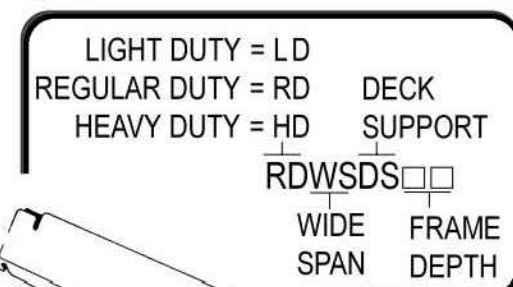 LIGHT DUTY = LD
REGULAR DUTY = RD
HEAVY DUTY = HD
DECK
SUPPORT
RDWSDS□□
WIDE
SPAN
FRAME
DEPTH